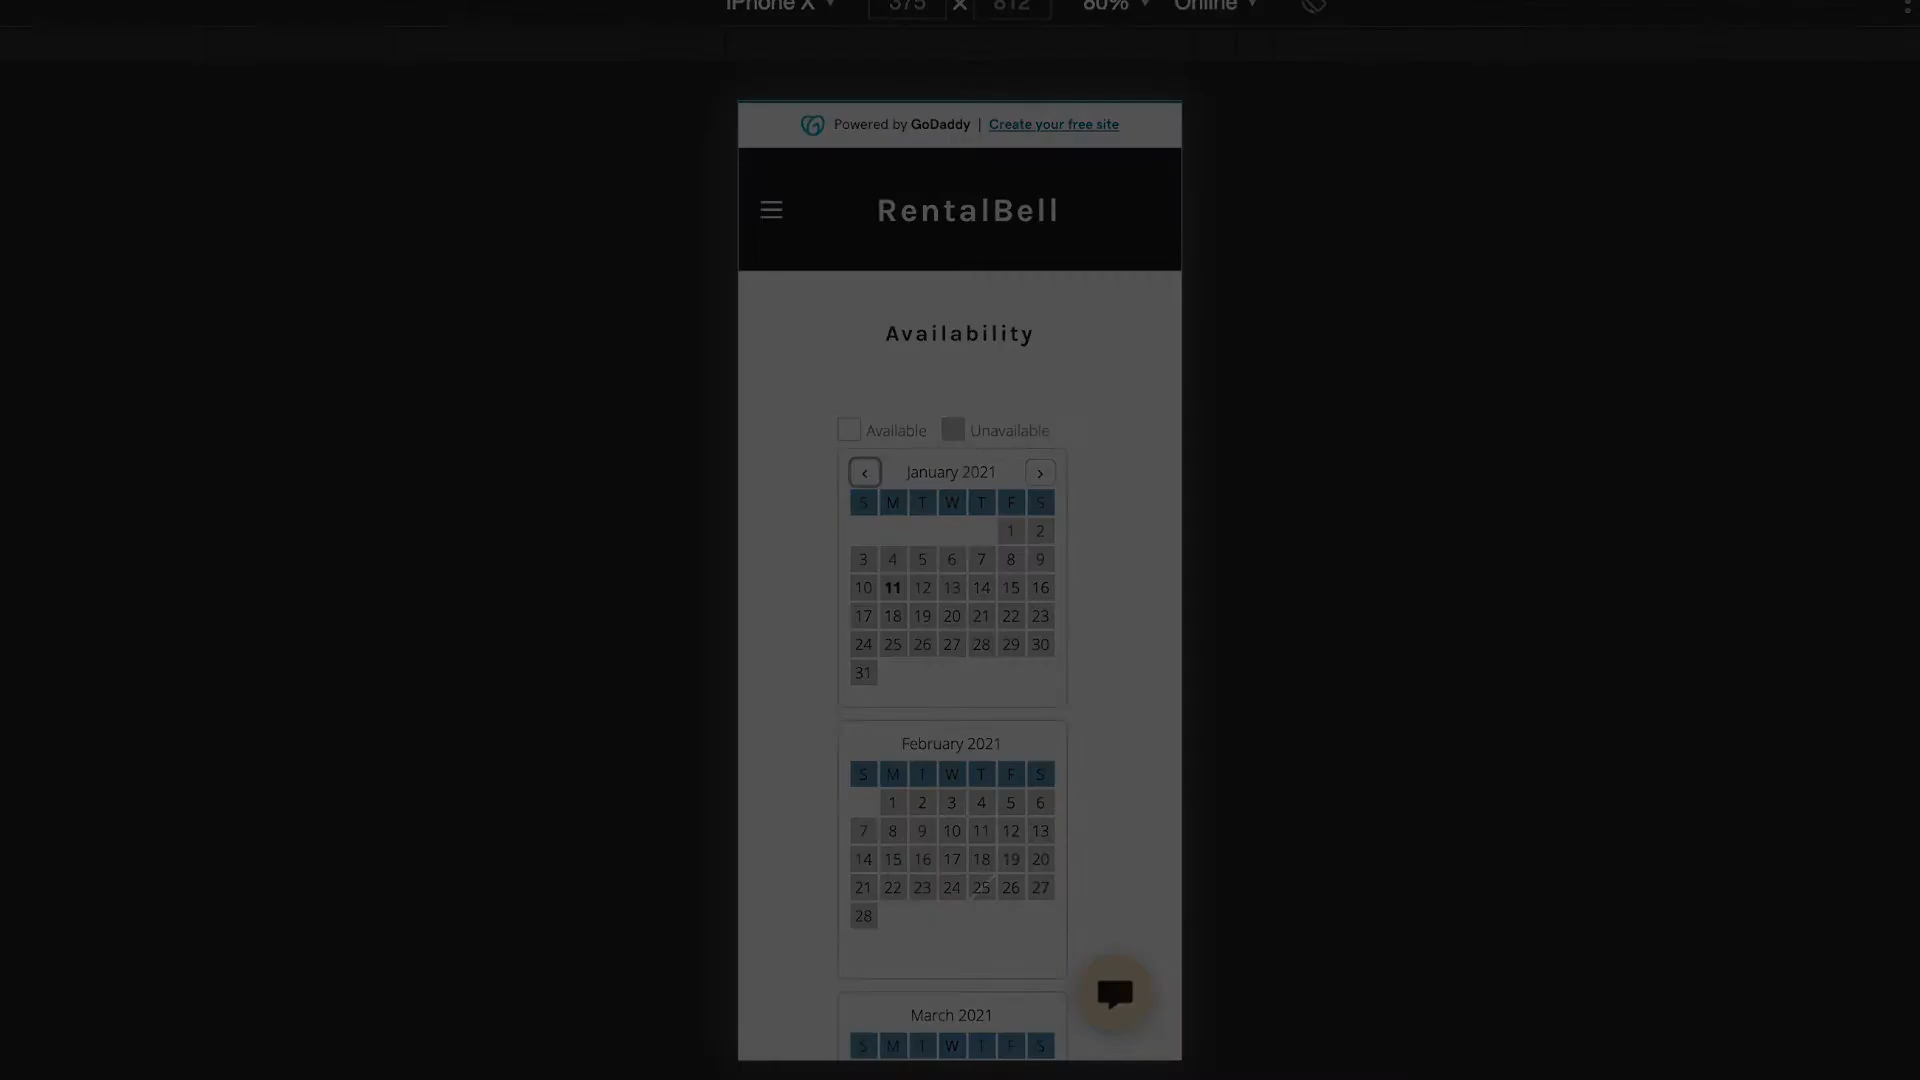 iPhone X ▼ 375 × 812 80% ▼ Online ▼
Powered by GoDaddy | Create your free site
RentalBell
Availability
Available Unavailable
‹ January 2021 ›
S M T W T F S
1 2
3 4 5 6 7 8 9
10 11 12 13 14 15 16
17 18 19 20 21 22 23
24 25 26 27 28 29 30
31
February 2021
S M T W T F S
1 2 3 4 5 6
7 8 9 10 11 12 13
14 15 16 17 18 19 20
21 22 23 24 25 26 27
28
March 2021
S M T W T F S